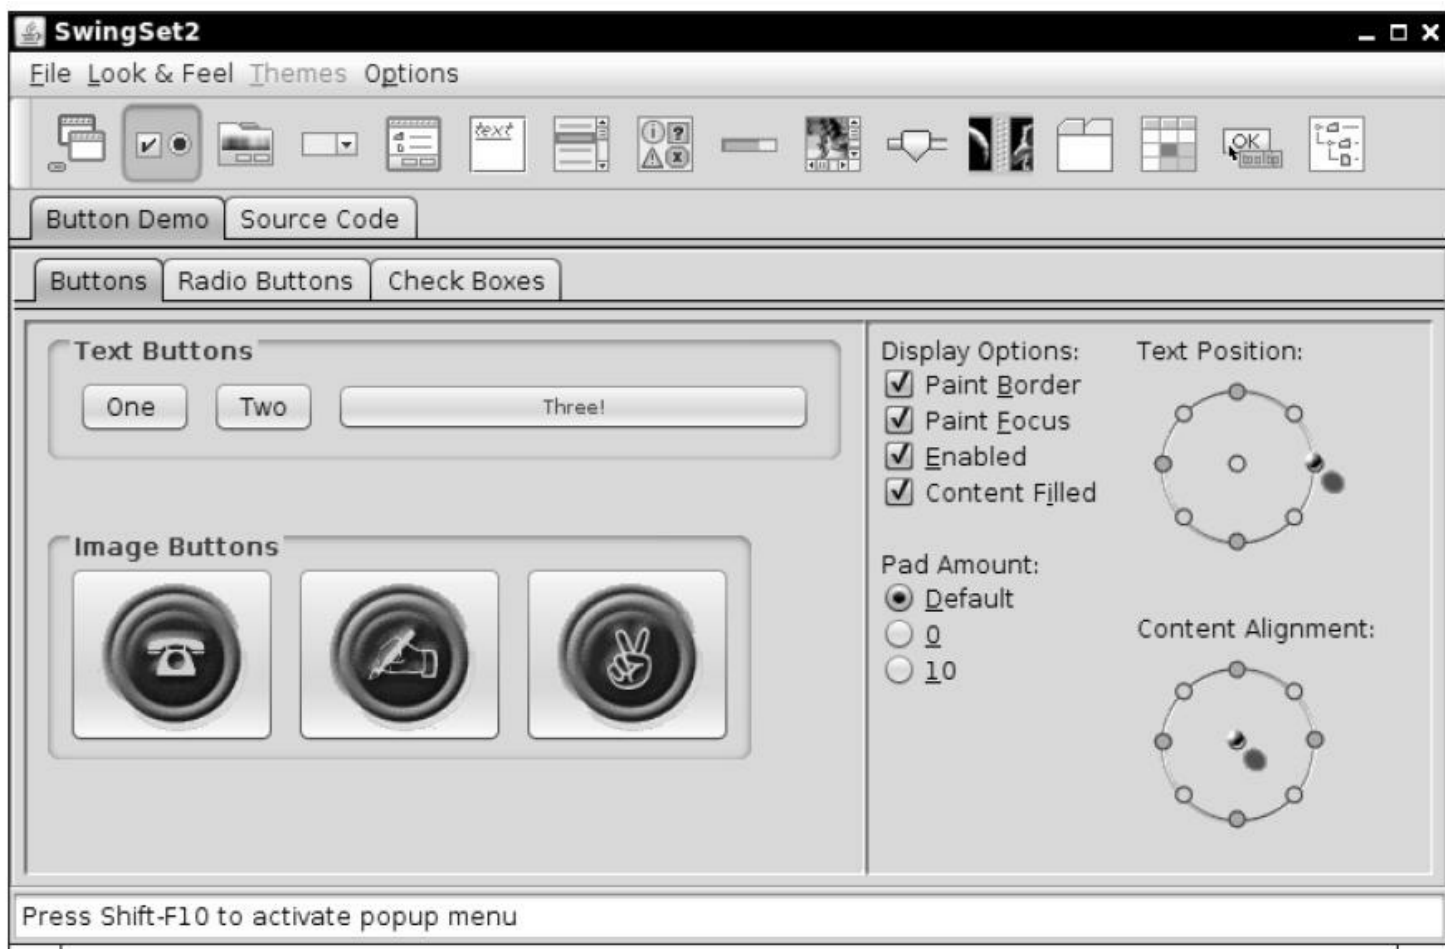 SwingSet2
File Look & Feel Themes Options
text
OK
tooltip
Button Demo Source Code
Buttons Radio Buttons Check Boxes
Text Buttons
One Two Three!
Image Buttons
Display Options:
Paint Border
Paint Focus
Enabled
Content Filled
Pad Amount:
Default
0
10
Text Position:
Content Alignment:
Press Shift-F10 to activate popup menu